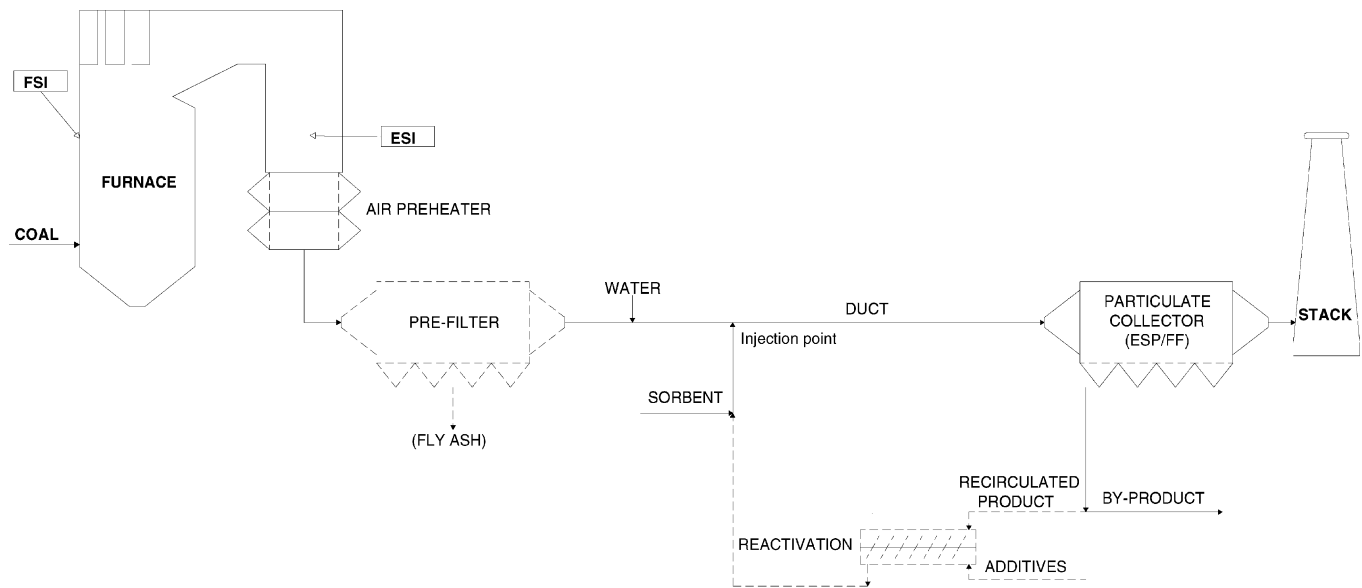 FSI
ESI
FURNACE
AIR PREHEATER
COAL
WATER
DUCT
PRE-FILTER
PARTICULATE
COLLECTOR
(ESP/FF)
STACK
Injection point
SORBENT
(FLY ASH)
RECIRCULATED
PRODUCT
BY-PRODUCT
REACTIVATION
ADDITIVES